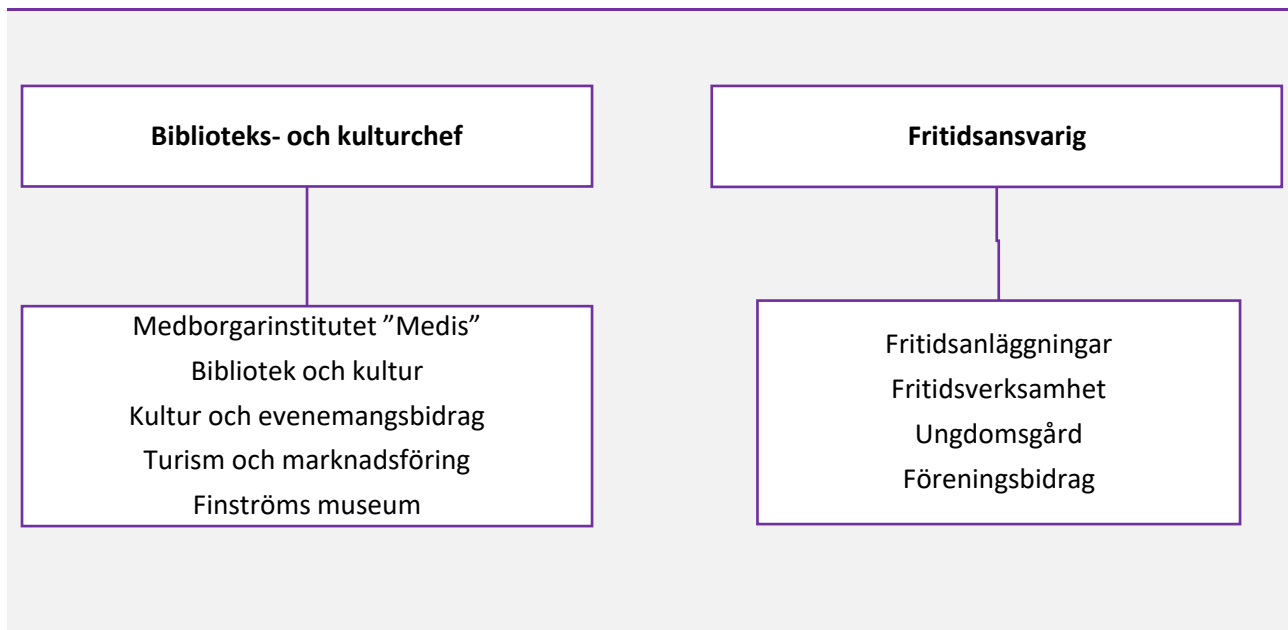 Biblioteks- och kulturchef
Fritidsansvarig
Medborgarinstitutet ”Medis”
Bibliotek och kultur
Kultur och evenemangsbidrag
Turism och marknadsföring
Finströms museum
Fritidsanläggningar
Fritidsverksamhet
Ungdomsgård
Föreningsbidrag